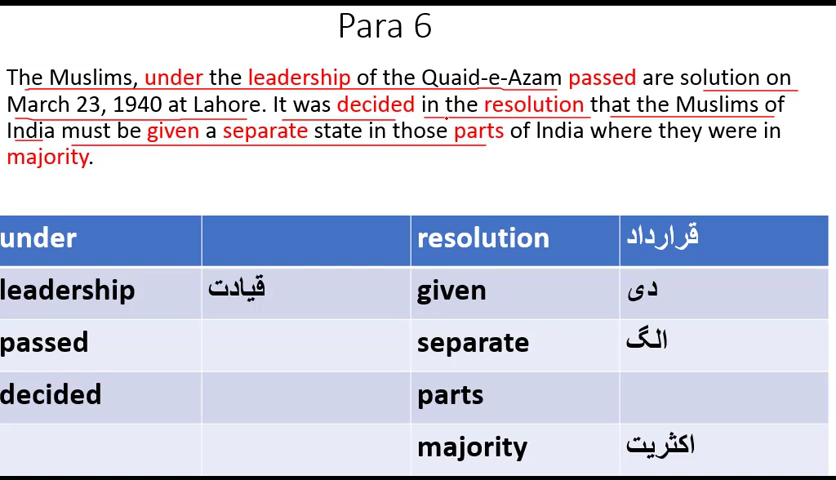 Para 6
The Muslims, under the leadership of the Quaid-e-Azam passed are solution on
March 23, 1940 at Lahore. It was decided in the resolution that the Muslims of
India must be given a separate state in those parts of India where they were in
majority.
under resolution قرارداد
leadership قیادت given دی
passed separate الگ
decided parts
majority اکثریت